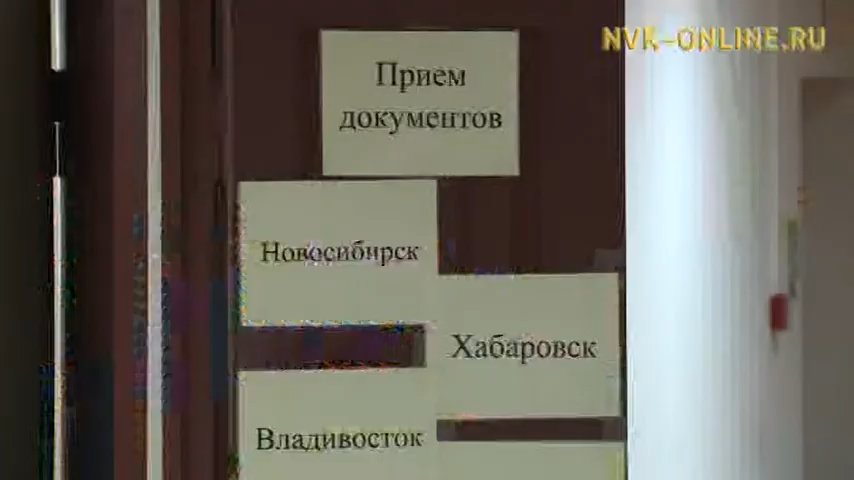 NVK-ONLINE.RU
Прием
документов
Новосибирск
Хабаровск
Владивосток